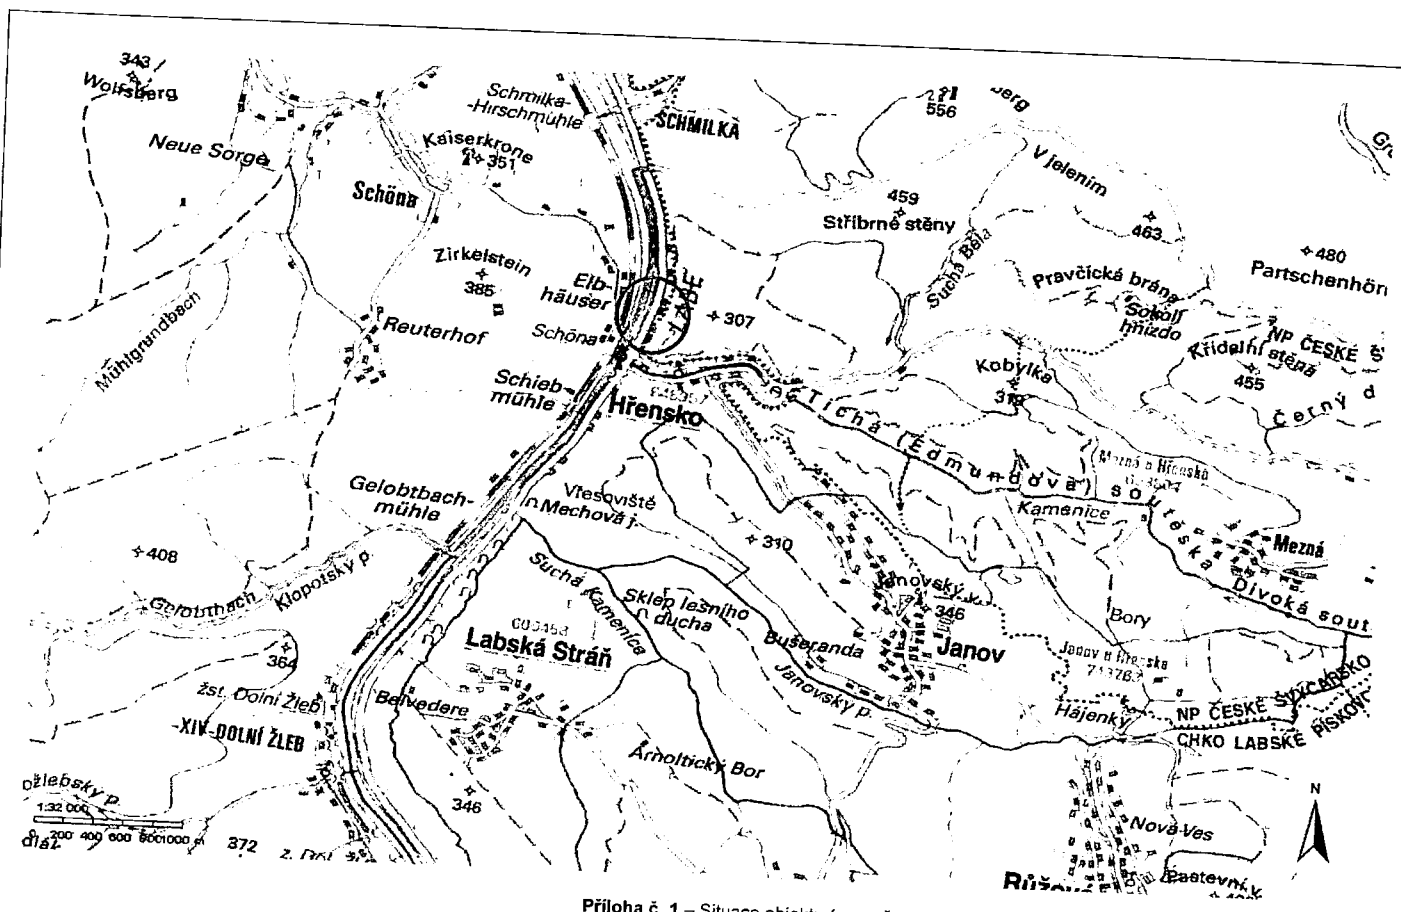 343
Wolfsberg
Neue Sorge
Schmilka-
-Hirschmühle
SCHMILKA
Kaiserkrone
351
Schöna
556
V jelením
459
Stříbrné stěny
463
480
Suchá Bělá
Pravčická brána
Sokolí
hnízdo
Zirkelstein
385
Elb-
häuser
LABE
307
Schöna
Reuterhof
Mühlgrundbach
NP ČESKÉ
Křídelní stěna
455
Černý d
Kobylka
Schieb-
mühle
Hřensko
Tichá (Edmundova) soutěska
Mezná u Hřenska
Kamenice
Mezná
Divoká sout
Gelobtbach-
mühle
Vřesoviště
Mechová j.
310
408
Gelobtbach
Klopotský p.
Suchá
Kamenice
Sklep lesního
ducha
Janovský
346
Bušeranda
Janov
Bory
Janov u Hřenska
Labská Stráň
364
Janovský p.
žst. Dolní Žleb
Belvedere
Hájenky
NP ČESKÉ ŠVÝCARSKO
CHKO LABSKÉ PÍSKOV
XIV-DOLNÍ ŽLEB
Arnoltický Bor
346
žlebský p.
1:32 000
0 200 400 600 800 1000 m
372
N
Nová Ves
Pastevní v.
Příloha č. 1 – Situace